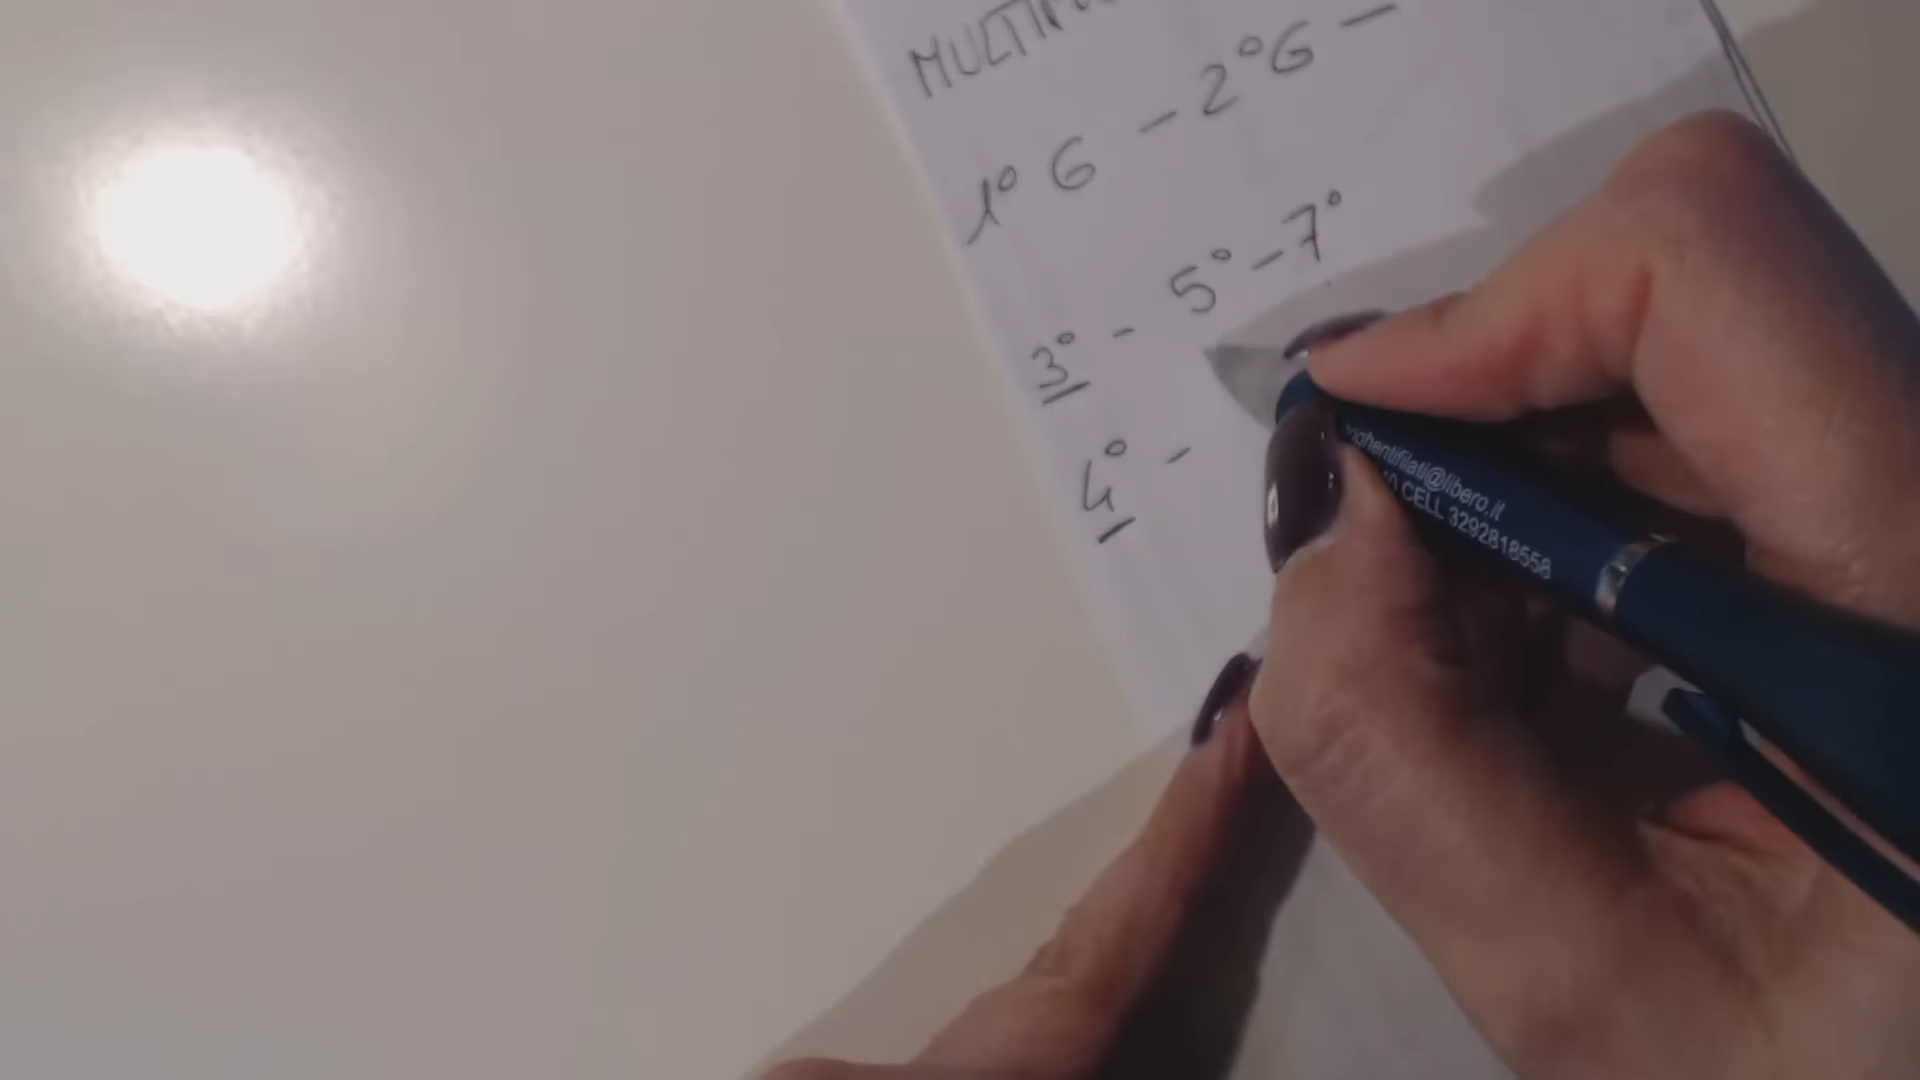 1° G - 2° G -
3° - 5° - 7°
4° -
@libero.it
CELL 3292818558